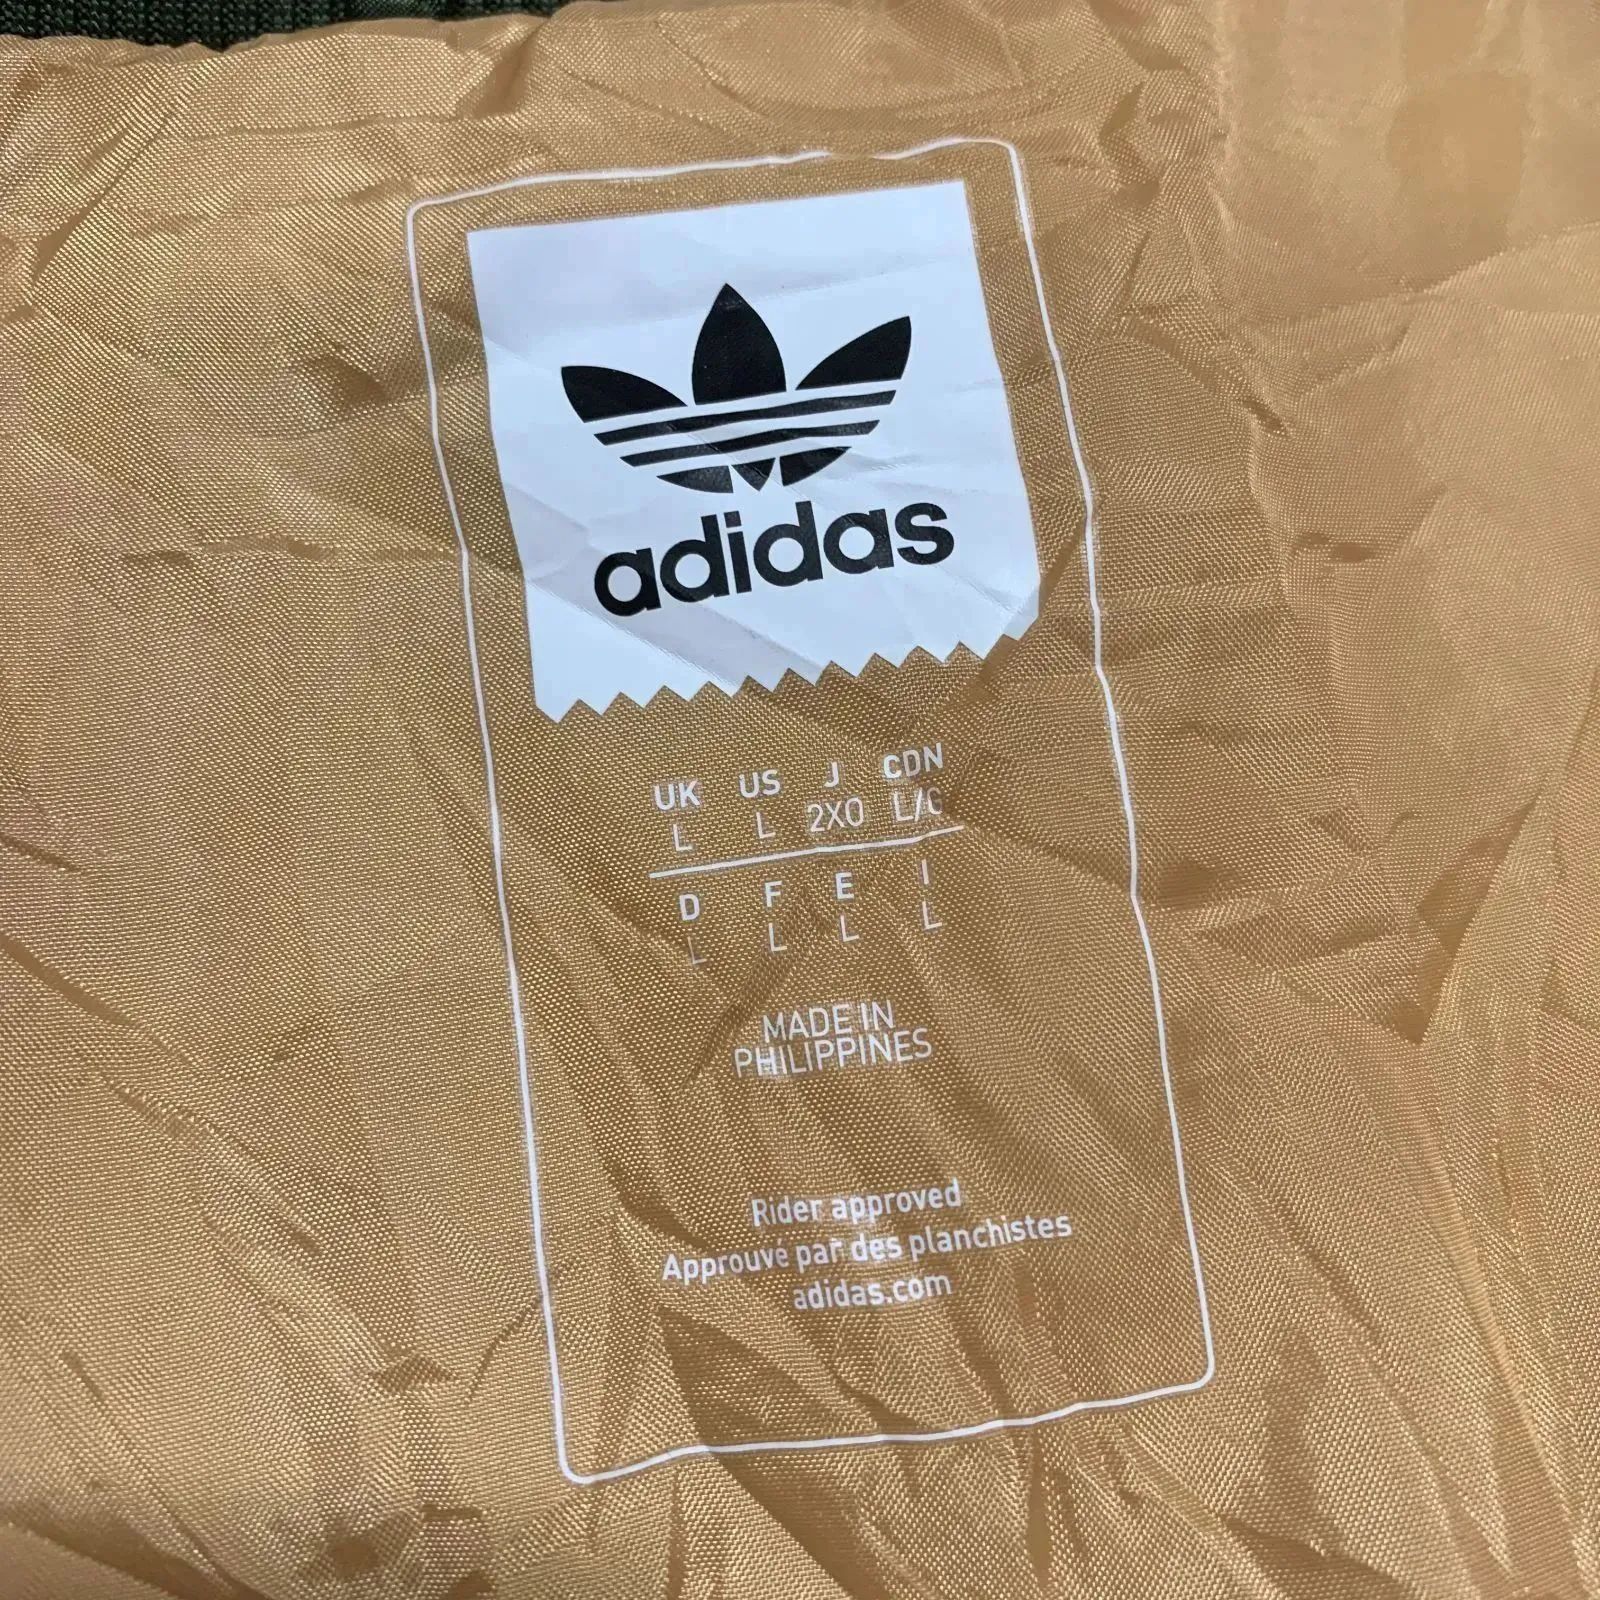 adidas
UK US J CDN
L L 2XO L/G
D F E I
L L L L
MADE IN
PHILIPPINES
Rider approved
Approuvé par des planchistes
adidas.com